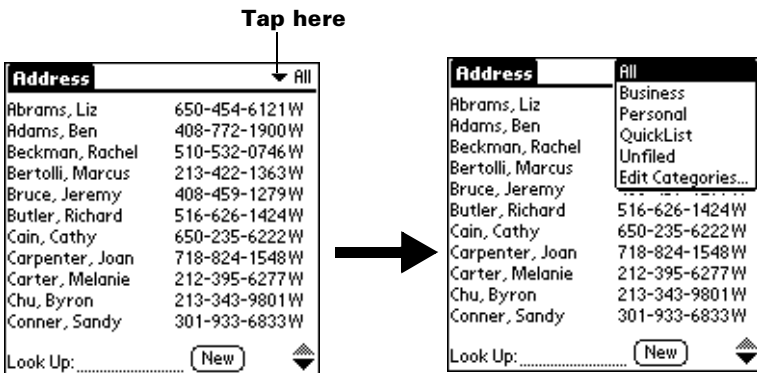 Tap here
Address All
Abrams, Liz 650-454-6121W
Adams, Ben 408-772-1900W
Beckman, Rachel 510-532-0746W
Bertolli, Marcus 213-422-1363W
Bruce, Jeremy 408-459-1279W
Butler, Richard 516-626-1424W
Cain, Cathy 650-235-6222W
Carpenter, Joan 718-824-1548W
Carter, Melanie 212-395-6277W
Chu, Byron 213-343-9801W
Conner, Sandy 301-933-6833W
Look Up: New
Address All
Business
Personal
QuickList
Unfiled
Edit Categories...
Abrams, Liz
Adams, Ben
Beckman, Rachel
Bertolli, Marcus
Bruce, Jeremy
Butler, Richard 516-626-1424W
Cain, Cathy 650-235-6222W
Carpenter, Joan 718-824-1548W
Carter, Melanie 212-395-6277W
Chu, Byron 213-343-9801W
Conner, Sandy 301-933-6833W
Look Up: New